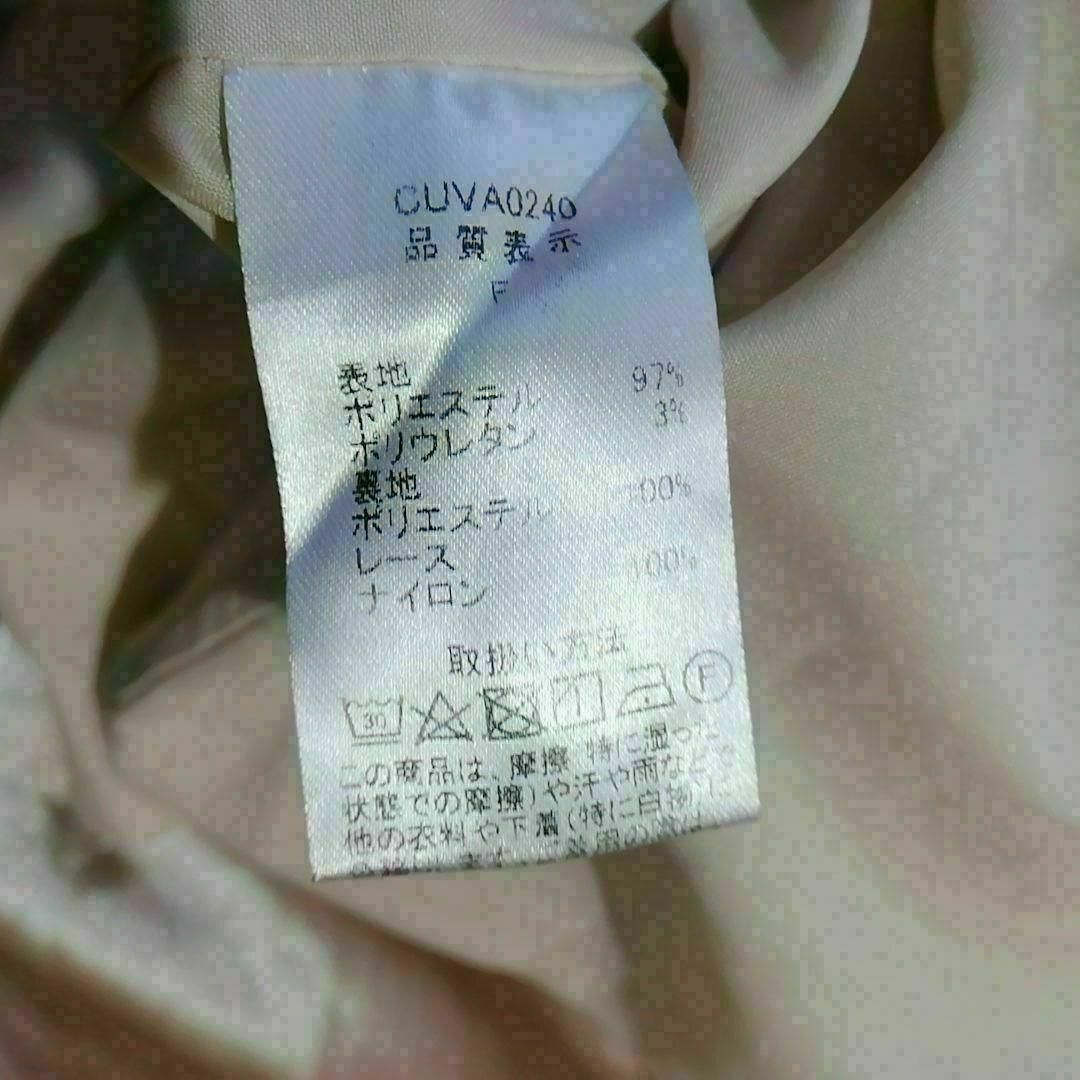 CUVA0240
品質表示
表地
ポリエステル 97%
ポリウレタン 3%
裏地
ポリエステル 100%
レース
ナイロン 100%
取扱い方法
30 F
この商品は、摩擦 特に湿った
状態での摩擦)や汗や雨など
他の衣料や下着(特に白物